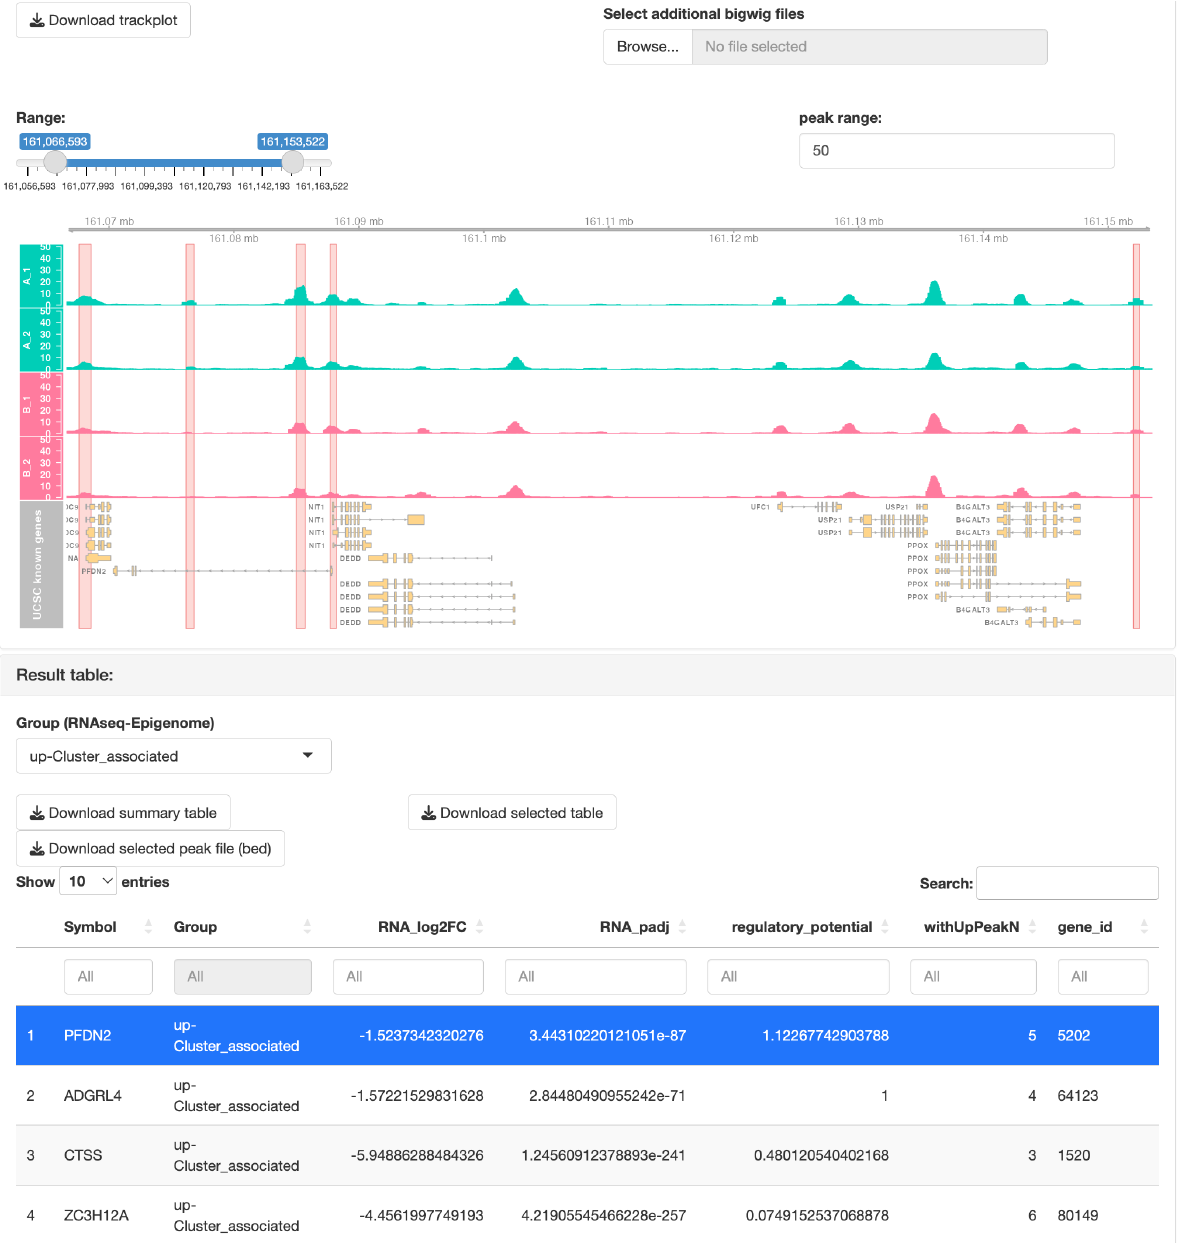 Download trackplot
Select additional bigwig files
Browse... No file selected
Range:
peak range:
161,066,593 161,153,522
50
161,056,593 161,077,993 161,099,393 161,120,793 161,142,193 161,163,522
161.07 mb 161.09 mb 161.11 mb 161.13 mb 161.15 mb
161.08 mb 161.1 mb 161.12 mb 161.14 mb
A_1
50
40
30
20
10
0
A_2
50
40
30
20
10
0
B_1
50
40
30
20
10
0
B_2
50
40
30
20
10
0
UCSC known genes
DC9 NIT1 UFC1 USP21 B4GALT3
DC9 NIT1 USP21 B4GALT3
DC9 NIT1 USP21 B4GALT3
DC9 NIT1 PPOX
NA DEDD PPOX
PFDN2 PPOX
DEDD PPOX
DEDD PPOX
DEDD B4GALT3
DEDD B4GALT3
Result table:
Group (RNAseq-Epigenome)
up-Cluster_associated
Download summary table Download selected table
Download selected peak file (bed)
Show 10 entries Search:
Symbol Group RNA_log2FC RNA_padj regulatory_potential withUpPeakN gene_id
All All All All All All All
1 PFDN2 up-Cluster_associated -1.5237342320276 3.44310220121051e-87 1.12267742903788 5 5202
2 ADGRL4 up-Cluster_associated -1.57221529831628 2.84480490955242e-71 1 4 64123
3 CTSS up-Cluster_associated -5.94886288484326 1.24560912378893e-241 0.480120540402168 3 1520
4 ZC3H12A up-Cluster_associated -4.4561997749193 4.21905545466228e-257 0.0749152537068878 6 80149